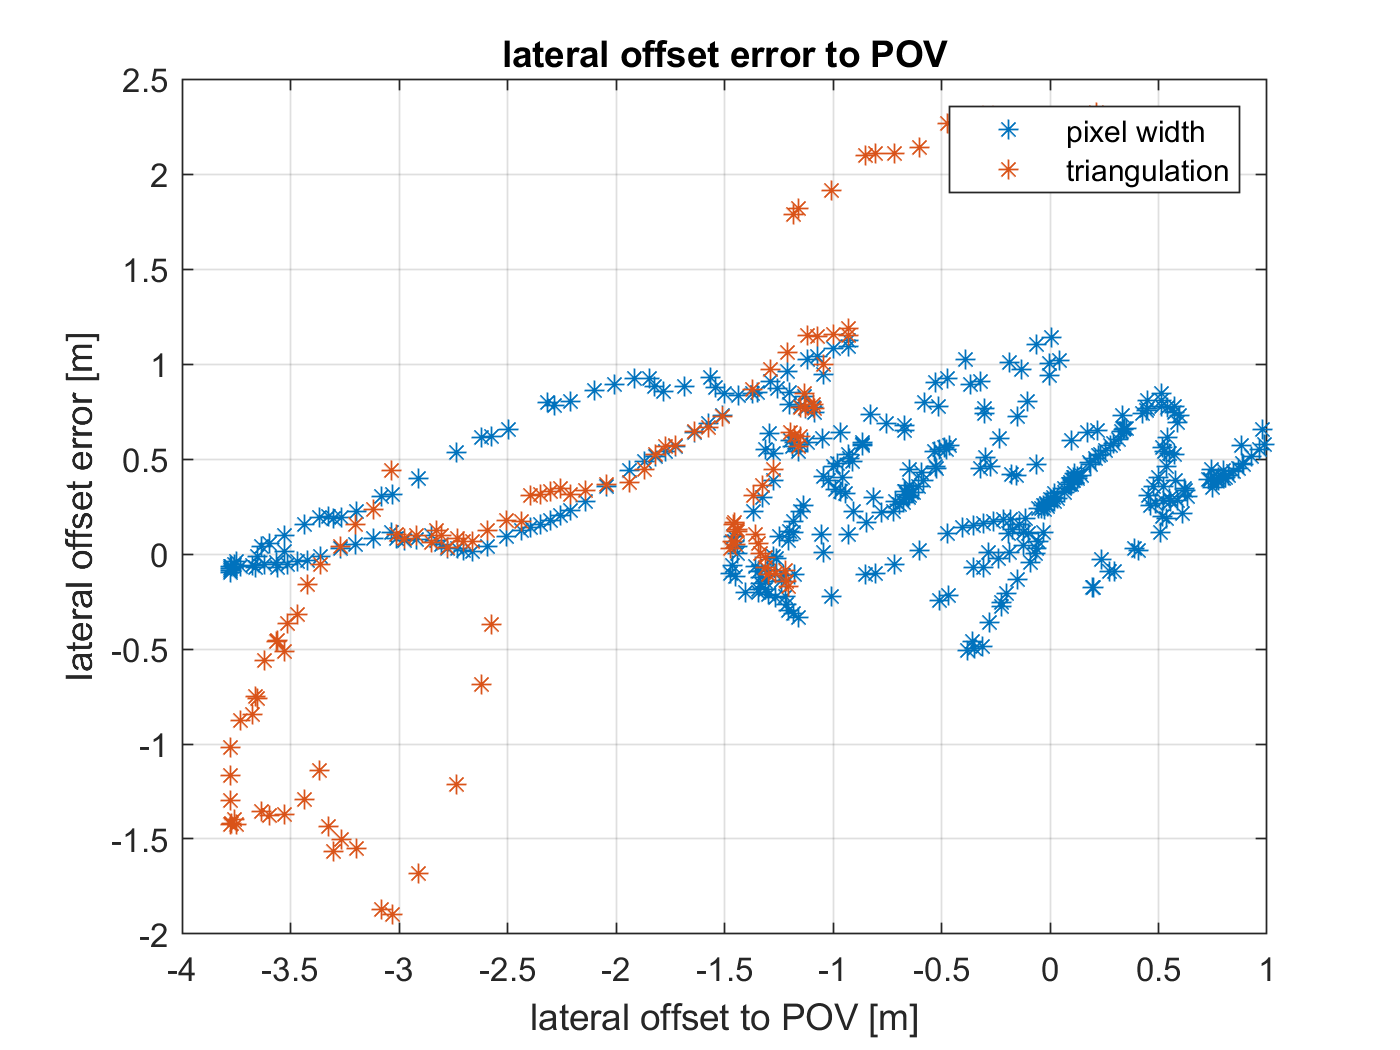 lateral offset error to POV
2.5
2
1.5
1
0.5
0
-0.5
-1
-1.5
-2
lateral offset error [m]
pixel width
triangulation
-4 -3.5 -3 -2.5 -2 -1.5 -1 -0.5 0 0.5 1
lateral offset to POV [m]